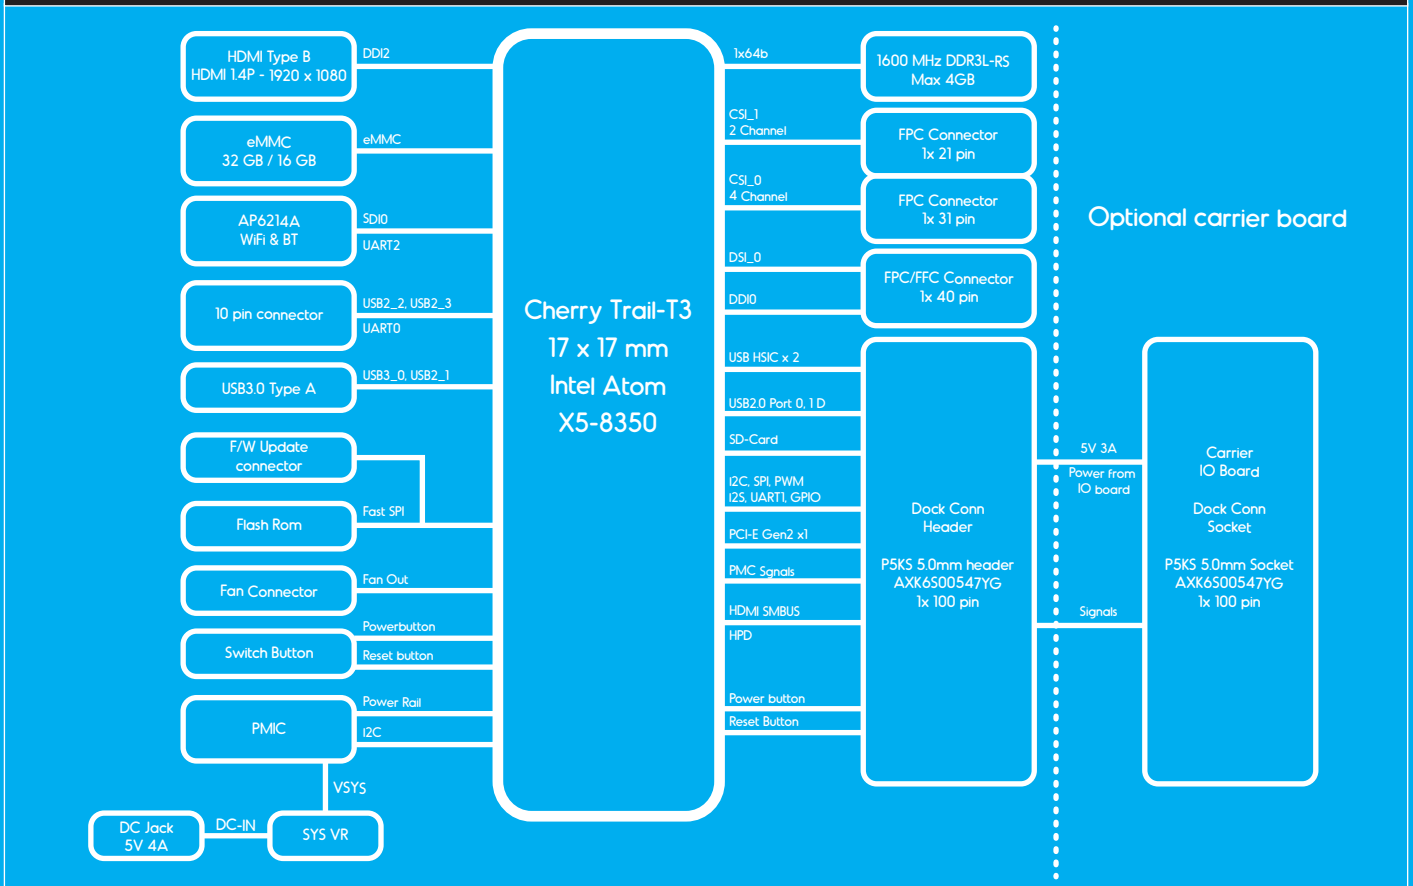 HDMI Type B
HDMI 1.4P - 1920 x 1080
DDI2
eMMC
32 GB / 16 GB
eMMC
AP6214A
WiFi & BT
SDI0
UART2
10 pin connector
USB2_2, USB2_3
UART0
USB3.0 Type A
USB3_0, USB2_1
F/W Update
connector
Flash Rom
Fast SPI
Fan Connector
Fan Out
Switch Button
Powerbutton
Reset button
PMIC
Power Rail
i2C
VSYS
DC Jack
5V 4A
DC-IN
SYS VR
Cherry Trail-T3
17 x 17 mm
Intel Atom
X5-8350
1x64b
1600 MHz DDR3L-RS
Max 4GB
CSI_1
2 Channel
FPC Connector
1x 21 pin
CSI_0
4 Channel
FPC Connector
1x 31 pin
DSI_0
DDI0
FPC/FFC Connector
1x 40 pin
USB HSIC x 2
USB2.0 Port 0, 1 D
SD-Card
i2C, SPI, PWM
i2S, UART1, GPIO
PCI-E Gen2 x1
PMC Sgnals
HDMI SMBUS
HPD
Power button
Reset Button
Dock Conn
Header
P5KS 5.0mm header
AXK6S00547YG
1x 100 pin
Optional carrier board
5V 3A
Power from
IO board
Signals
Carrier
IO Board
Dock Conn
Socket
P5KS 5.0mm Socket
AXK6S00547YG
1x 100 pin